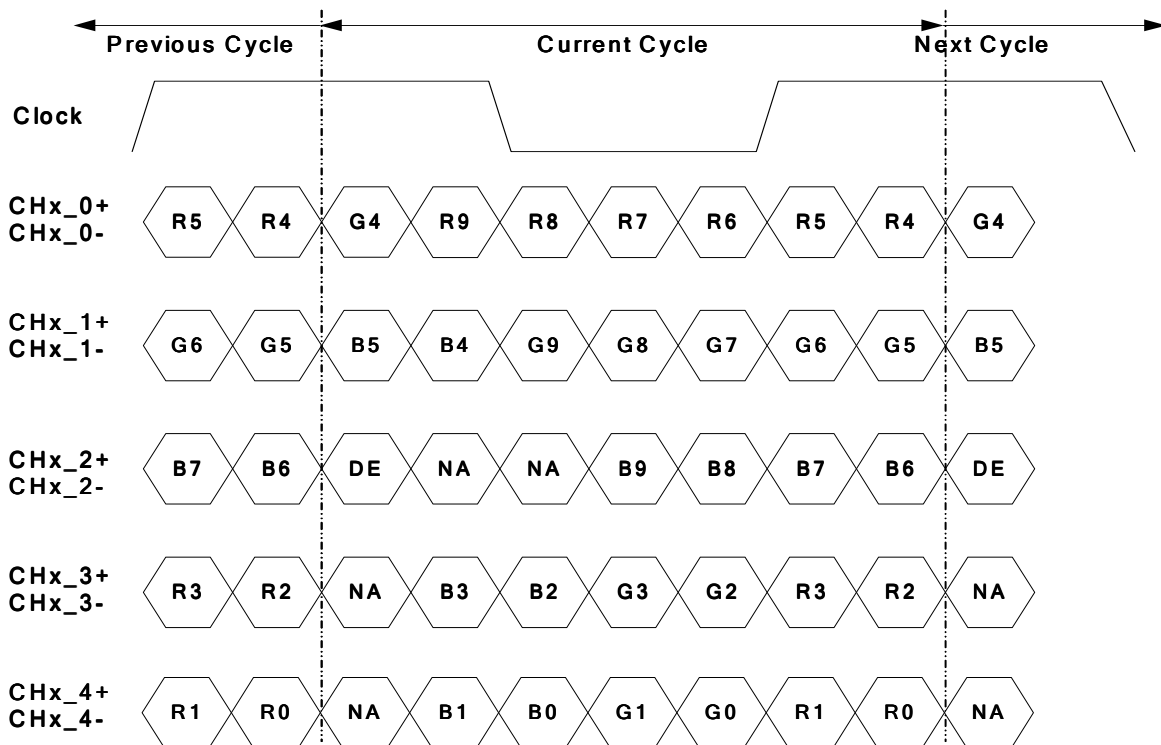 Previous Cycle Current Cycle Next Cycle
Clock
CHx_0+
CHx_0-
R5 R4 G4 R9 R8 R7 R6 R5 R4 G4
CHx_1+
CHx_1-
G6 G5 B5 B4 G9 G8 G7 G6 G5 B5
CHx_2+
CHx_2-
B7 B6 DE NA NA B9 B8 B7 B6 DE
CHx_3+
CHx_3-
R3 R2 NA B3 B2 G3 G2 R3 R2 NA
CHx_4+
CHx_4-
R1 R0 NA B1 B0 G1 G0 R1 R0 NA